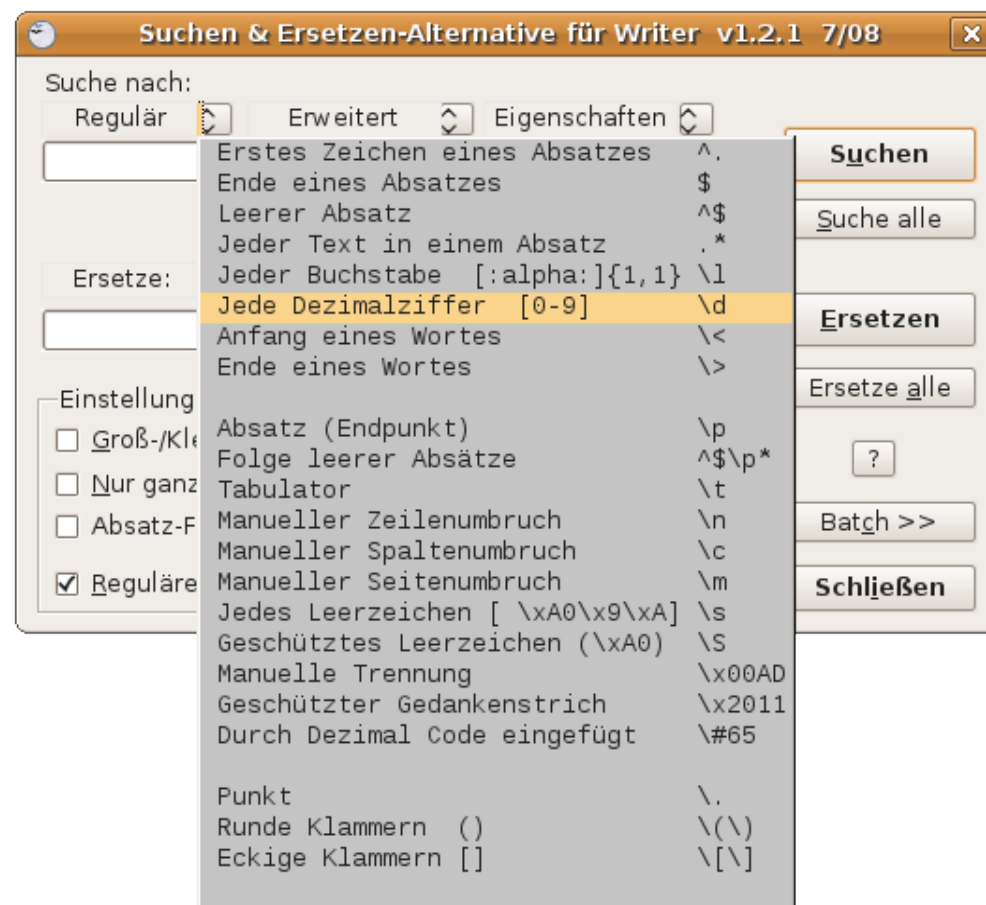 Suchen & Ersetzen-Alternative für Writer v1.2.1 7/08
Suche nach:
Regulär Erweitert Eigenschaften
Erstes Zeichen eines Absatzes ^.
Ende eines Absatzes $
Leerer Absatz ^$
Jeder Text in einem Absatz .*
Jeder Buchstabe [:alpha:]{1,1} \l
Jede Dezimalziffer [0-9] \d
Anfang eines Wortes \<
Ende eines Wortes \>
Absatz (Endpunkt) \p
Folge leerer Absätze ^$\p*
Tabulator \t
Manueller Zeilenumbruch \n
Manueller Spaltenumbruch \c
Manueller Seitenumbruch \m
Jedes Leerzeichen [ \xA0\x9\xA] \s
Geschütztes Leerzeichen (\xA0) \S
Manuelle Trennung \x00AD
Geschützter Gedankenstrich \x2011
Durch Dezimal Code eingefügt \#65
Punkt \.
Runde Klammern () \(\)
Eckige Klammern [] \[\]
Ersetze:
Einstellung
Groß-/Kle
Nur ganz
Absatz-F
Reguläre
Suchen
Suche alle
Ersetzen
Ersetze alle
?
Batch >>
Schließen